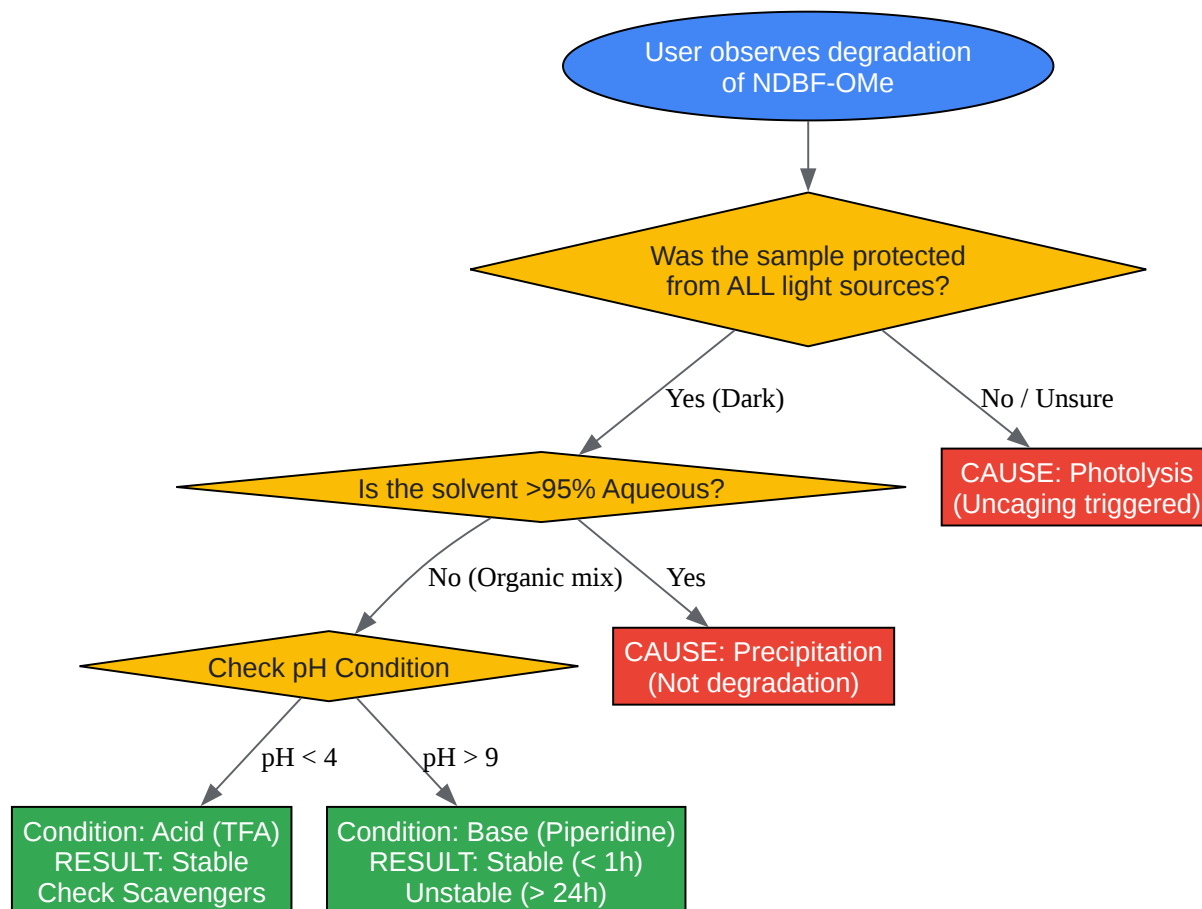 User observes degradation
of NDBF-OMe
Was the sample protected
from ALL light sources?
Yes (Dark)
No / Unsure
Is the solvent >95% Aqueous?
CAUSE: Photolysis
(Uncaging triggered)
No (Organic mix)
Yes
Check pH Condition
CAUSE: Precipitation
(Not degradation)
pH < 4
pH > 9
Condition: Acid (TFA)
RESULT: Stable
Check Scavengers
Condition: Base (Piperidine)
RESULT: Stable (< 1h)
Unstable (> 24h)